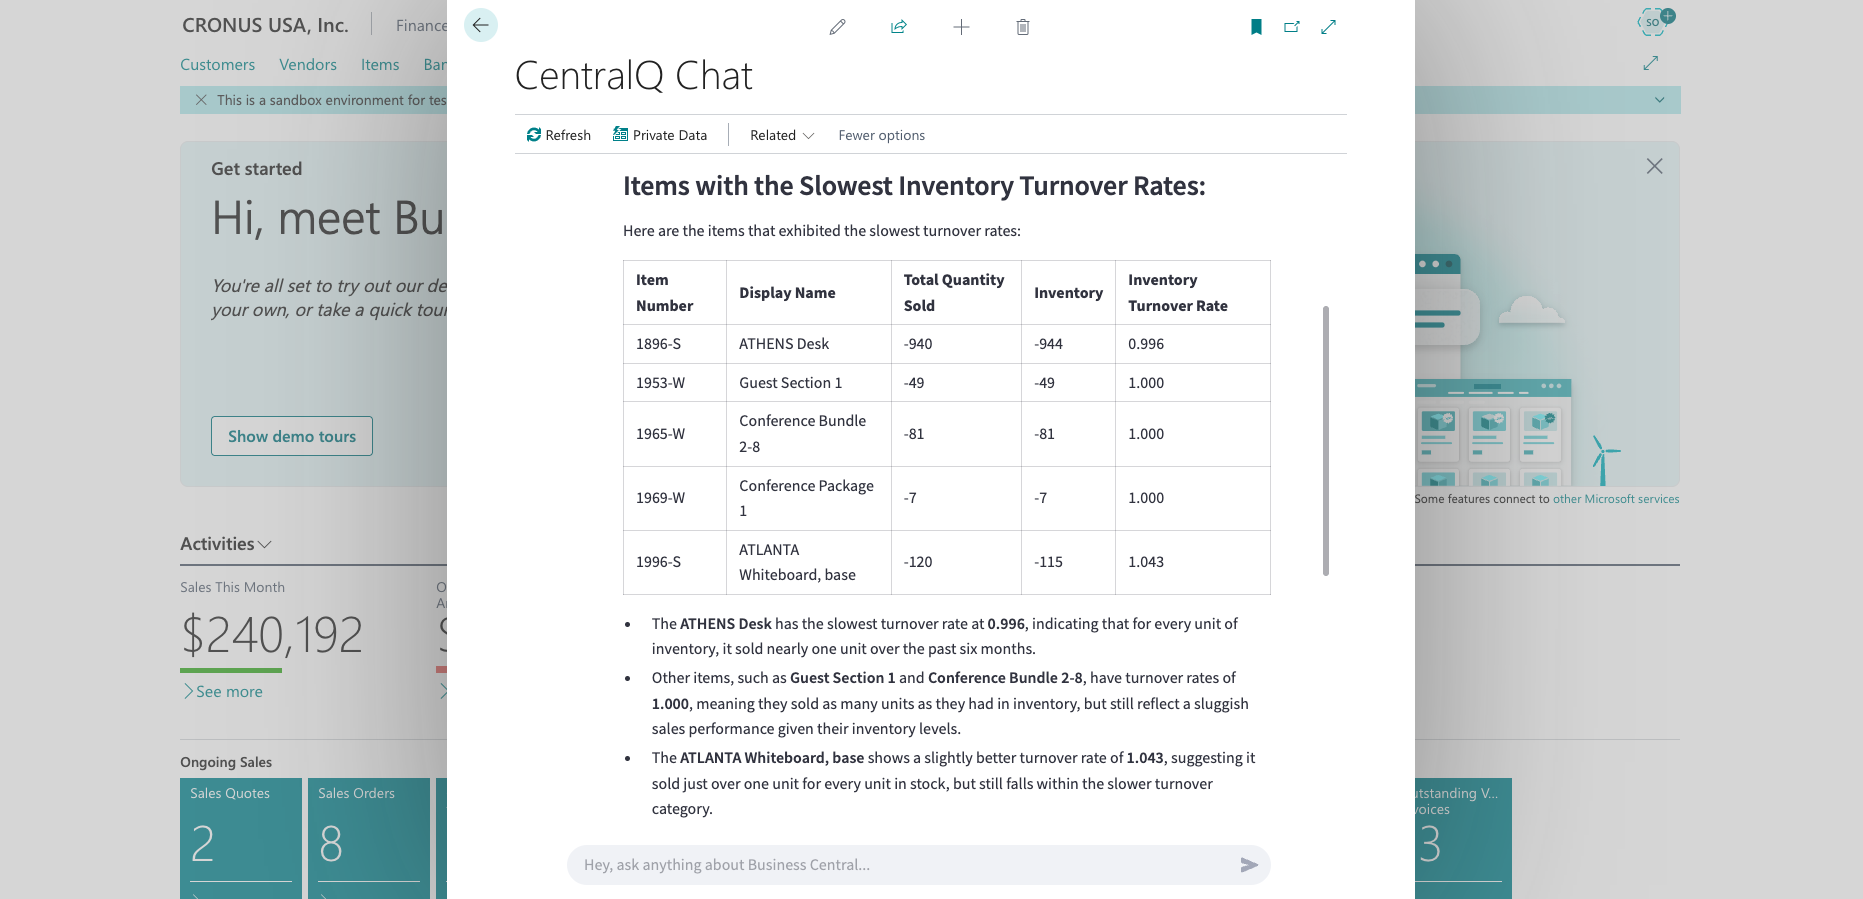 CRONUS USA, Inc.
Finance
Customers Vendors Items
This is a sandbox environment for
Get started
Hi, meet
You're all set to try out our
your own, or take a quick
Show demo tours
Activities
Sales This Month
$240,192
See more
Ongoing Sales
Sales Quotes
2
Sales Orders
8
CentralQ Chat
Refresh Private Data Related Fewer options
Items with the Slowest Inventory Turnover Rates:
Here are the items that exhibited the slowest turnover rates:
Item Number Display Name Total Quantity Sold Inventory Inventory Turnover Rate
1896-S ATHENS Desk -940 -944 0.996
1953-W Guest Section 1 -49 -49 1.000
1965-W Conference Bundle 2-8 -81 -81 1.000
1969-W Conference Package 1 -7 -7 1.000
1996-S ATLANTA Whiteboard, base -120 -115 1.043
• The ATHENS Desk has the slowest turnover rate at 0.996, indicating that for every unit of
inventory, it sold nearly one unit over the past six months.
• Other items, such as Guest Section 1 and Conference Bundle 2-8, have turnover rates of
1.000, meaning they sold as many units as they had in inventory, but still reflect a sluggish
sales performance given their inventory levels.
• The ATLANTA Whiteboard, base shows a slightly better turnover rate of 1.043, suggesting it
sold just over one unit for every unit in stock, but still falls within the slower turnover
category.
Hey, ask anything about Business Central...
SO
Some features connect to other Microsoft services
3